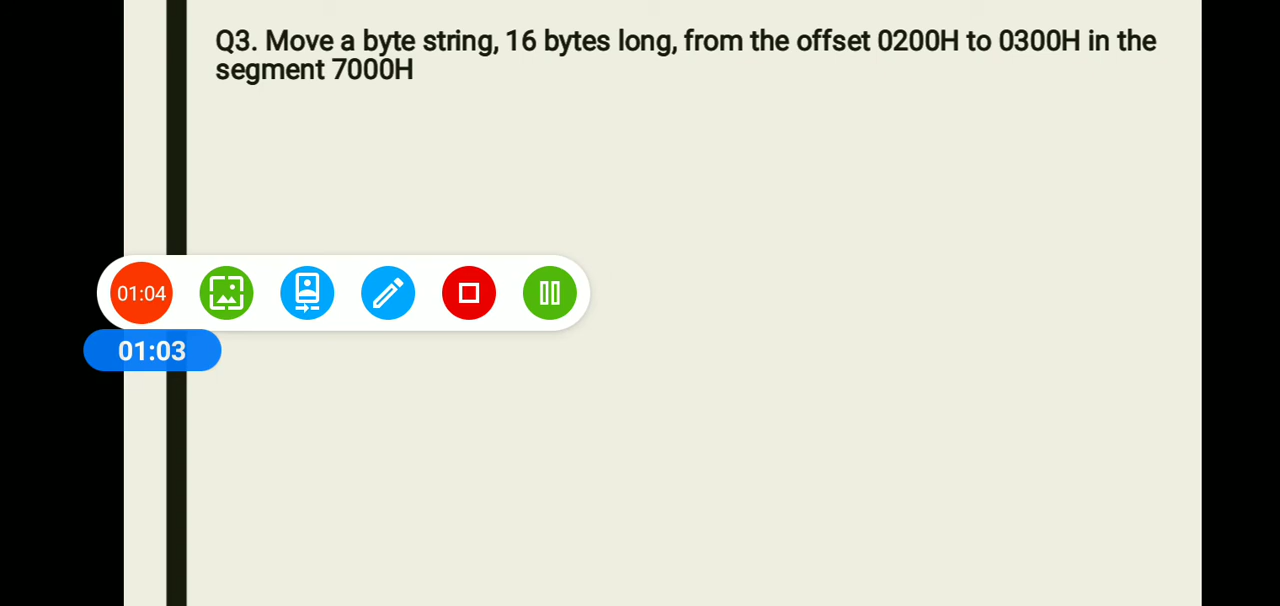 Q3. Move a byte string, 16 bytes long, from the offset 0200H to 0300H in the
segment 7000H
01:04
01:03